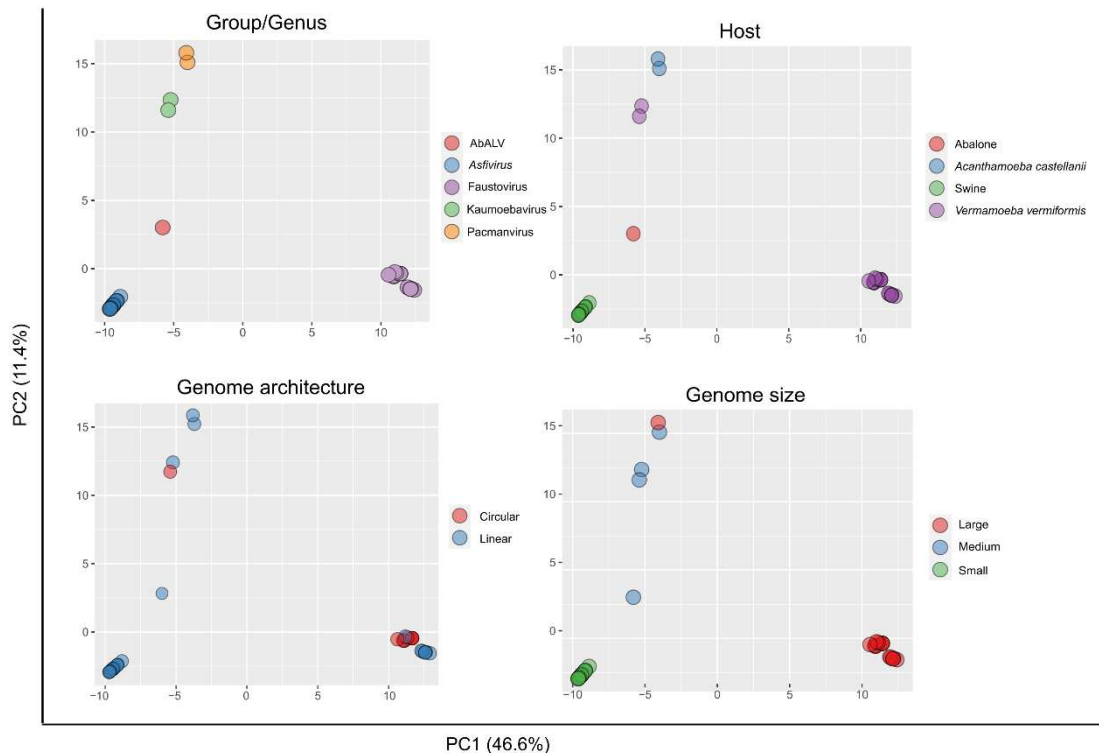 Group/Genus
15
10
5
0
-10
-5
0
5
10
AbALV
Asfivirus
Faustovirus
Kaumoebavirus
Pacmanvirus
Host
15
10
5
0
-10
-5
0
5
10
Abalone
Acanthamoeba castellanii
Swine
Vermamoeba vermiformis
PC2 (11.4%)
Genome architecture
15
10
5
0
-10
-5
0
5
10
Circular
Linear
Genome size
15
10
5
0
-10
-5
0
5
10
Large
Medium
Small
PC1 (46.6%)